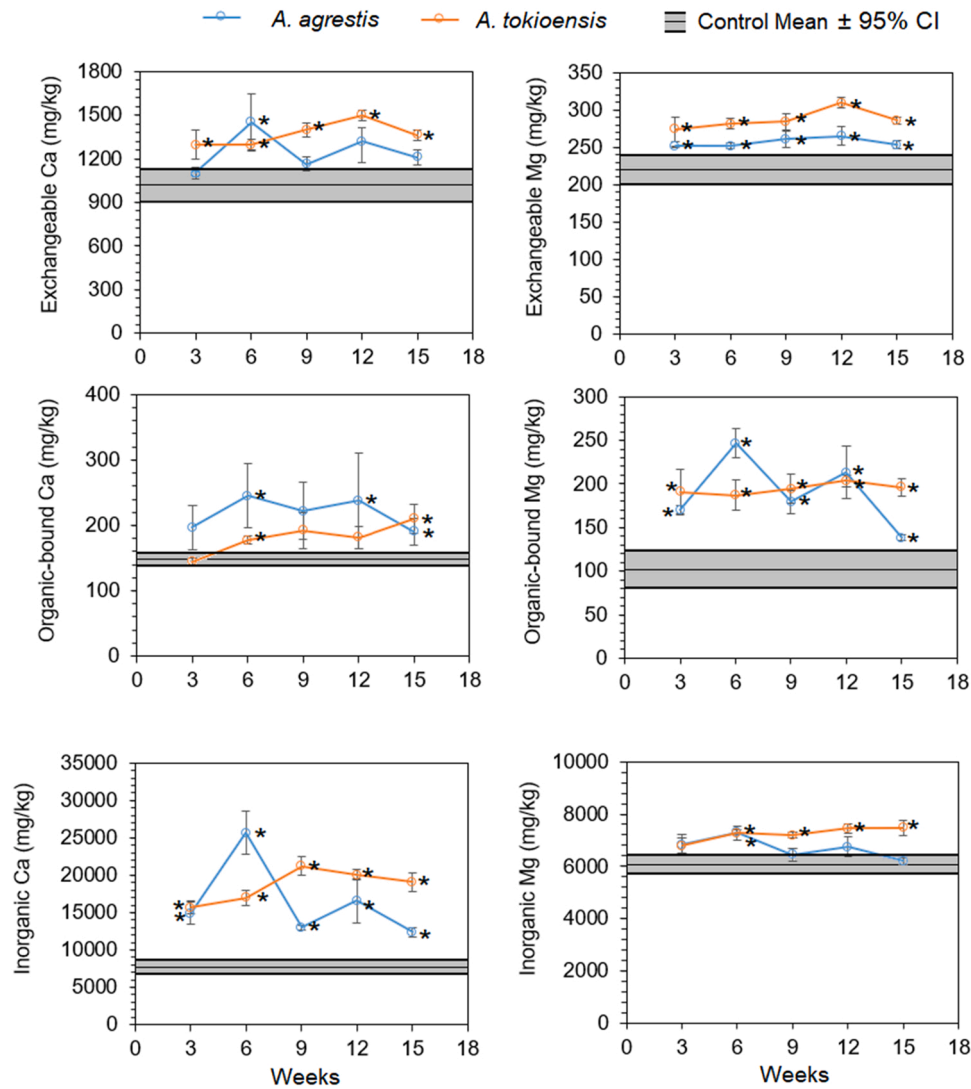 A. agrestis A. tokioensis Control Mean ± 95% CI
Exchangeable Ca (mg/kg)
1800
1500
1200
900
600
300
0
0 3 6 9 12 15 18
* * * * * *
Exchangeable Mg (mg/kg)
350
300
250
200
150
100
50
0
0 3 6 9 12 15 18
* * * * * * * * * *
Organic-bound Ca (mg/kg)
400
300
200
100
0
0 3 6 9 12 15 18
* * * * *
Organic-bound Mg (mg/kg)
300
250
200
150
100
50
0
0 3 6 9 12 15 18
* * * * * * * * * *
Inorganic Ca (mg/kg)
35000
30000
25000
20000
15000
10000
5000
0
0 3 6 9 12 15 18
Weeks
* * * * * * * * * *
Inorganic Mg (mg/kg)
10000
8000
6000
4000
2000
0
0 3 6 9 12 15 18
Weeks
* * * * *